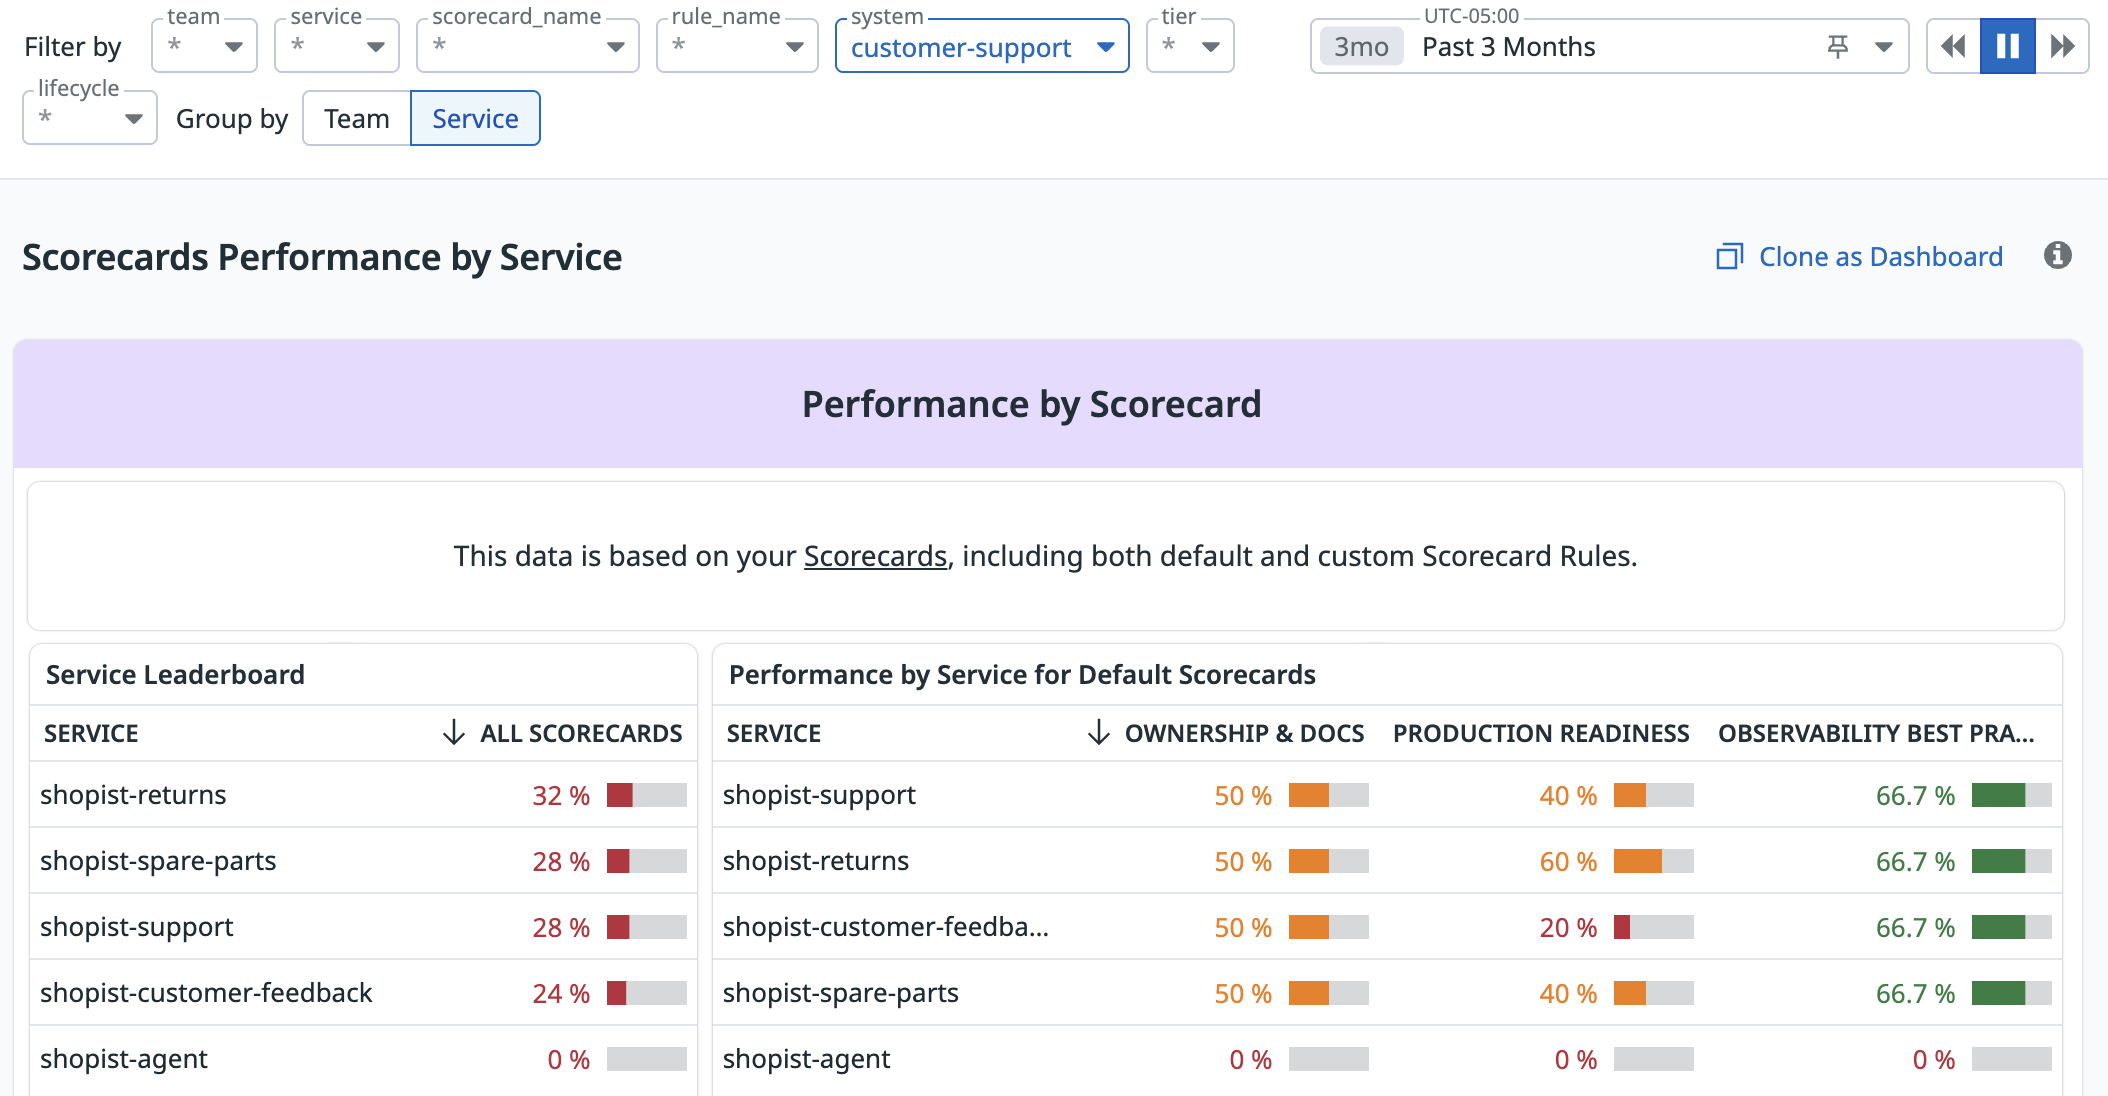 Filter by
team
*
service
*
scorecard_name
*
rule_name
*
system
customer-support
tier
*
UTC-05:00
3mo Past 3 Months
lifecycle
*
Group by Team Service
Scorecards Performance by Service
Clone as Dashboard
Performance by Scorecard
This data is based on your Scorecards, including both default and custom Scorecard Rules.
Service Leaderboard
SERVICE ↓ ALL SCORECARDS
shopist-returns 32 %
shopist-spare-parts 28 %
shopist-support 28 %
shopist-customer-feedback 24 %
shopist-agent 0 %
Performance by Service for Default Scorecards
SERVICE ↓ OWNERSHIP & DOCS PRODUCTION READINESS OBSERVABILITY BEST PRA...
shopist-support 50 % 40 % 66.7 %
shopist-returns 50 % 60 % 66.7 %
shopist-customer-feedba... 50 % 20 % 66.7 %
shopist-spare-parts 50 % 40 % 66.7 %
shopist-agent 0 % 0 % 0 %